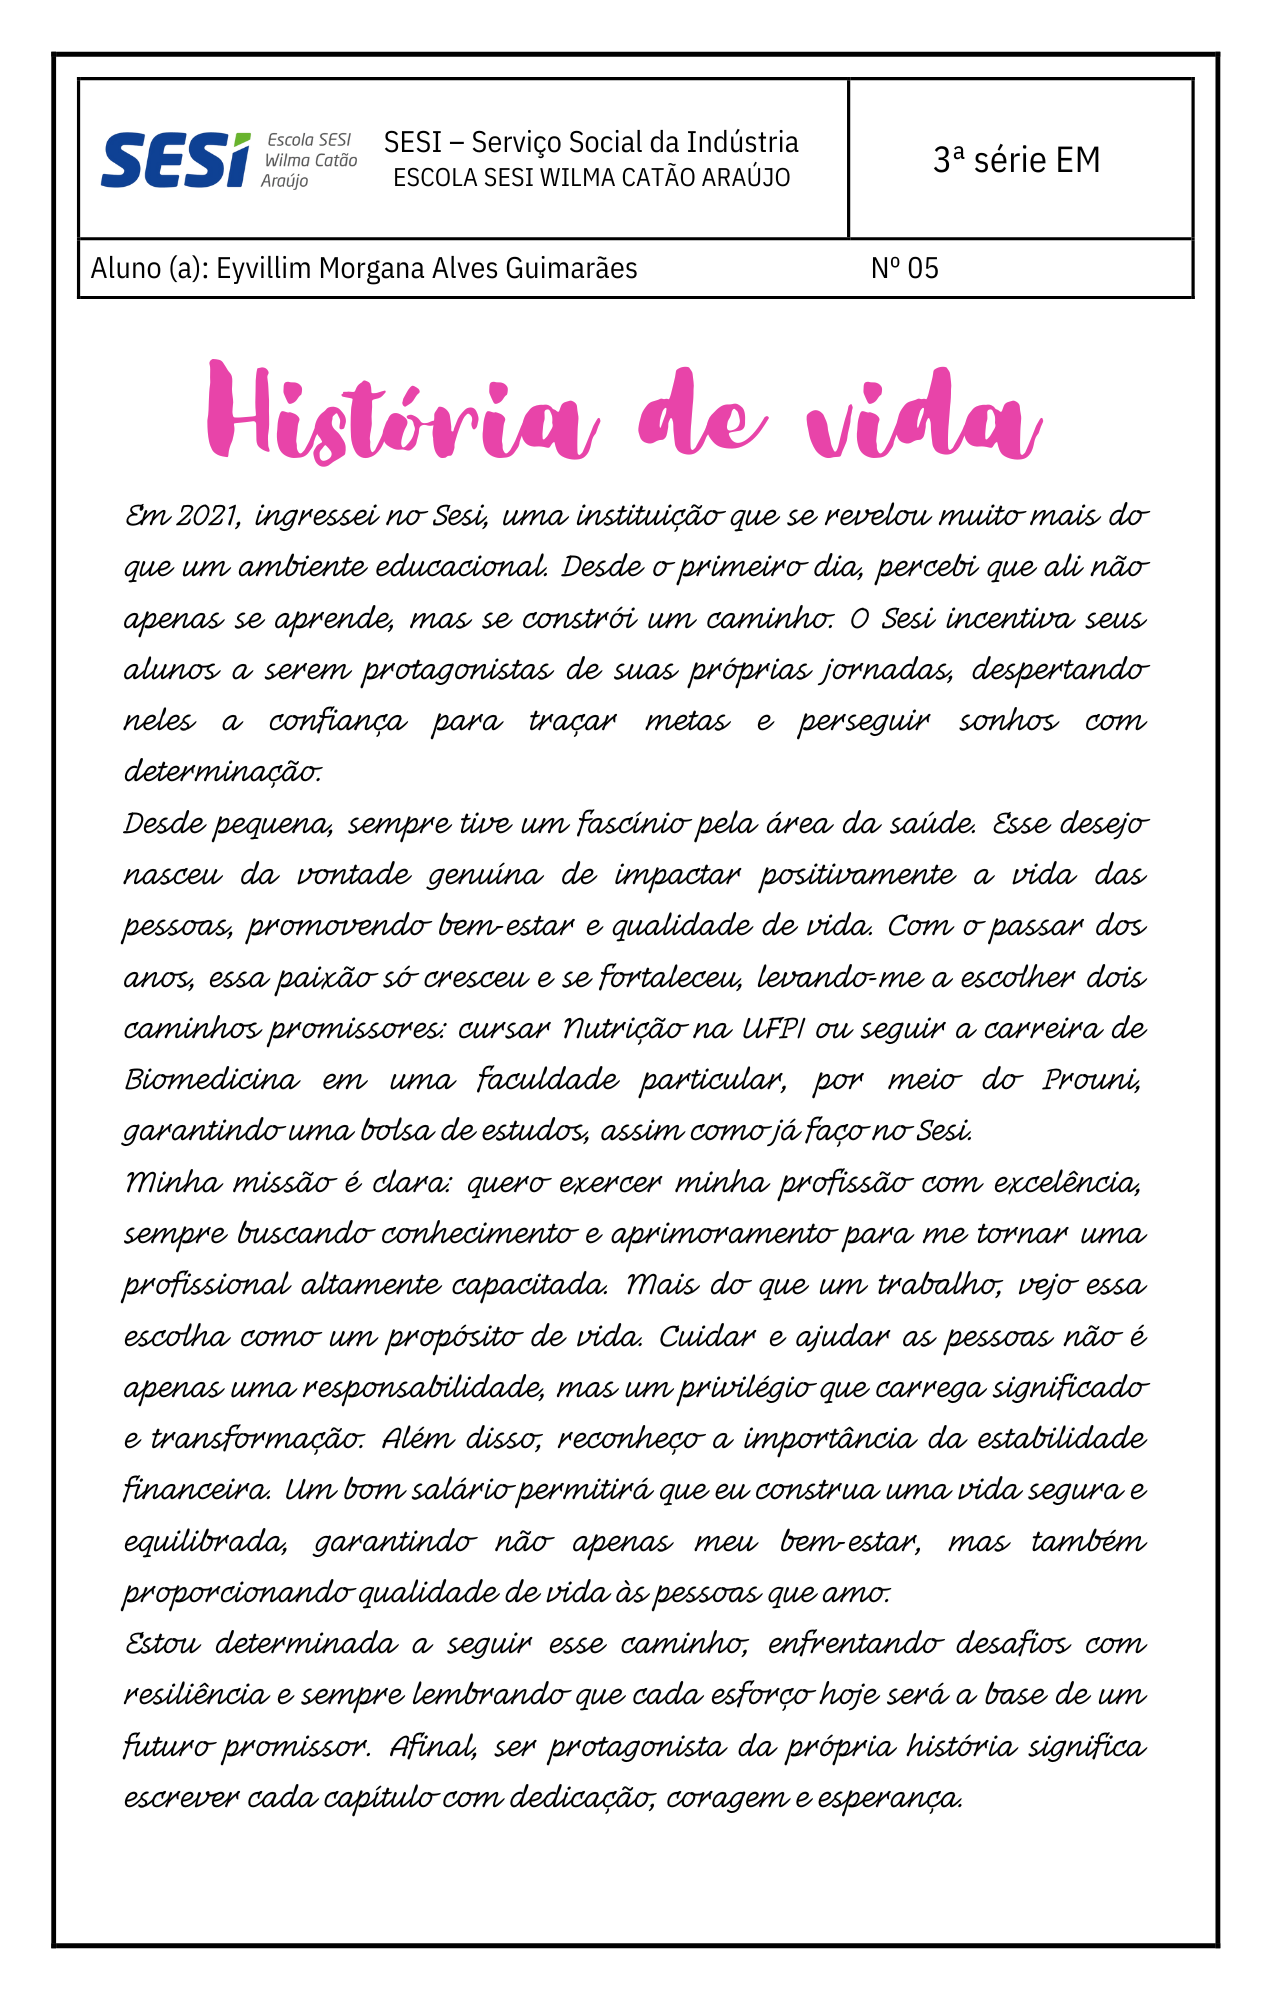 SESI
Escola SESI
Wilma Catão
Araújo
SESI – Serviço Social da Indústria
ESCOLA SESI WILMA CATÃO ARAÚJO
3ª série EM
Aluno (a): Eyvillim Morgana Alves Guimarães Nº 05
História de vida
Em 2021, ingressei no Sesi, uma instituição que se revelou muito mais do
que um ambiente educacional. Desde o primeiro dia, percebi que ali não
apenas se aprende, mas se constrói um caminho. O Sesi incentiva seus
alunos a serem protagonistas de suas próprias jornadas, despertando
neles a confiança para traçar metas e perseguir sonhos com
determinação.
Desde pequena, sempre tive um fascínio pela área da saúde. Esse desejo
nasceu da vontade genuína de impactar positivamente a vida das
pessoas, promovendo bem-estar e qualidade de vida. Com o passar dos
anos, essa paixão só cresceu e se fortaleceu, levando-me a escolher dois
caminhos promissores: cursar Nutrição na UFPI ou seguir a carreira de
Biomedicina em uma faculdade particular, por meio do Prouni,
garantindo uma bolsa de estudos, assim como já faço no Sesi.
Minha missão é clara: quero exercer minha profissão com excelência,
sempre buscando conhecimento e aprimoramento para me tornar uma
profissional altamente capacitada. Mais do que um trabalho, vejo essa
escolha como um propósito de vida. Cuidar e ajudar as pessoas não é
apenas uma responsabilidade, mas um privilégio que carrega significado
e transformação. Além disso, reconheço a importância da estabilidade
financeira. Um bom salário permitirá que eu construa uma vida segura e
equilibrada, garantindo não apenas meu bem-estar, mas também
proporcionando qualidade de vida às pessoas que amo.
Estou determinada a seguir esse caminho, enfrentando desafios com
resiliência e sempre lembrando que cada esforço hoje será a base de um
futuro promissor. Afinal, ser protagonista da própria história significa
escrever cada capítulo com dedicação, coragem e esperança.